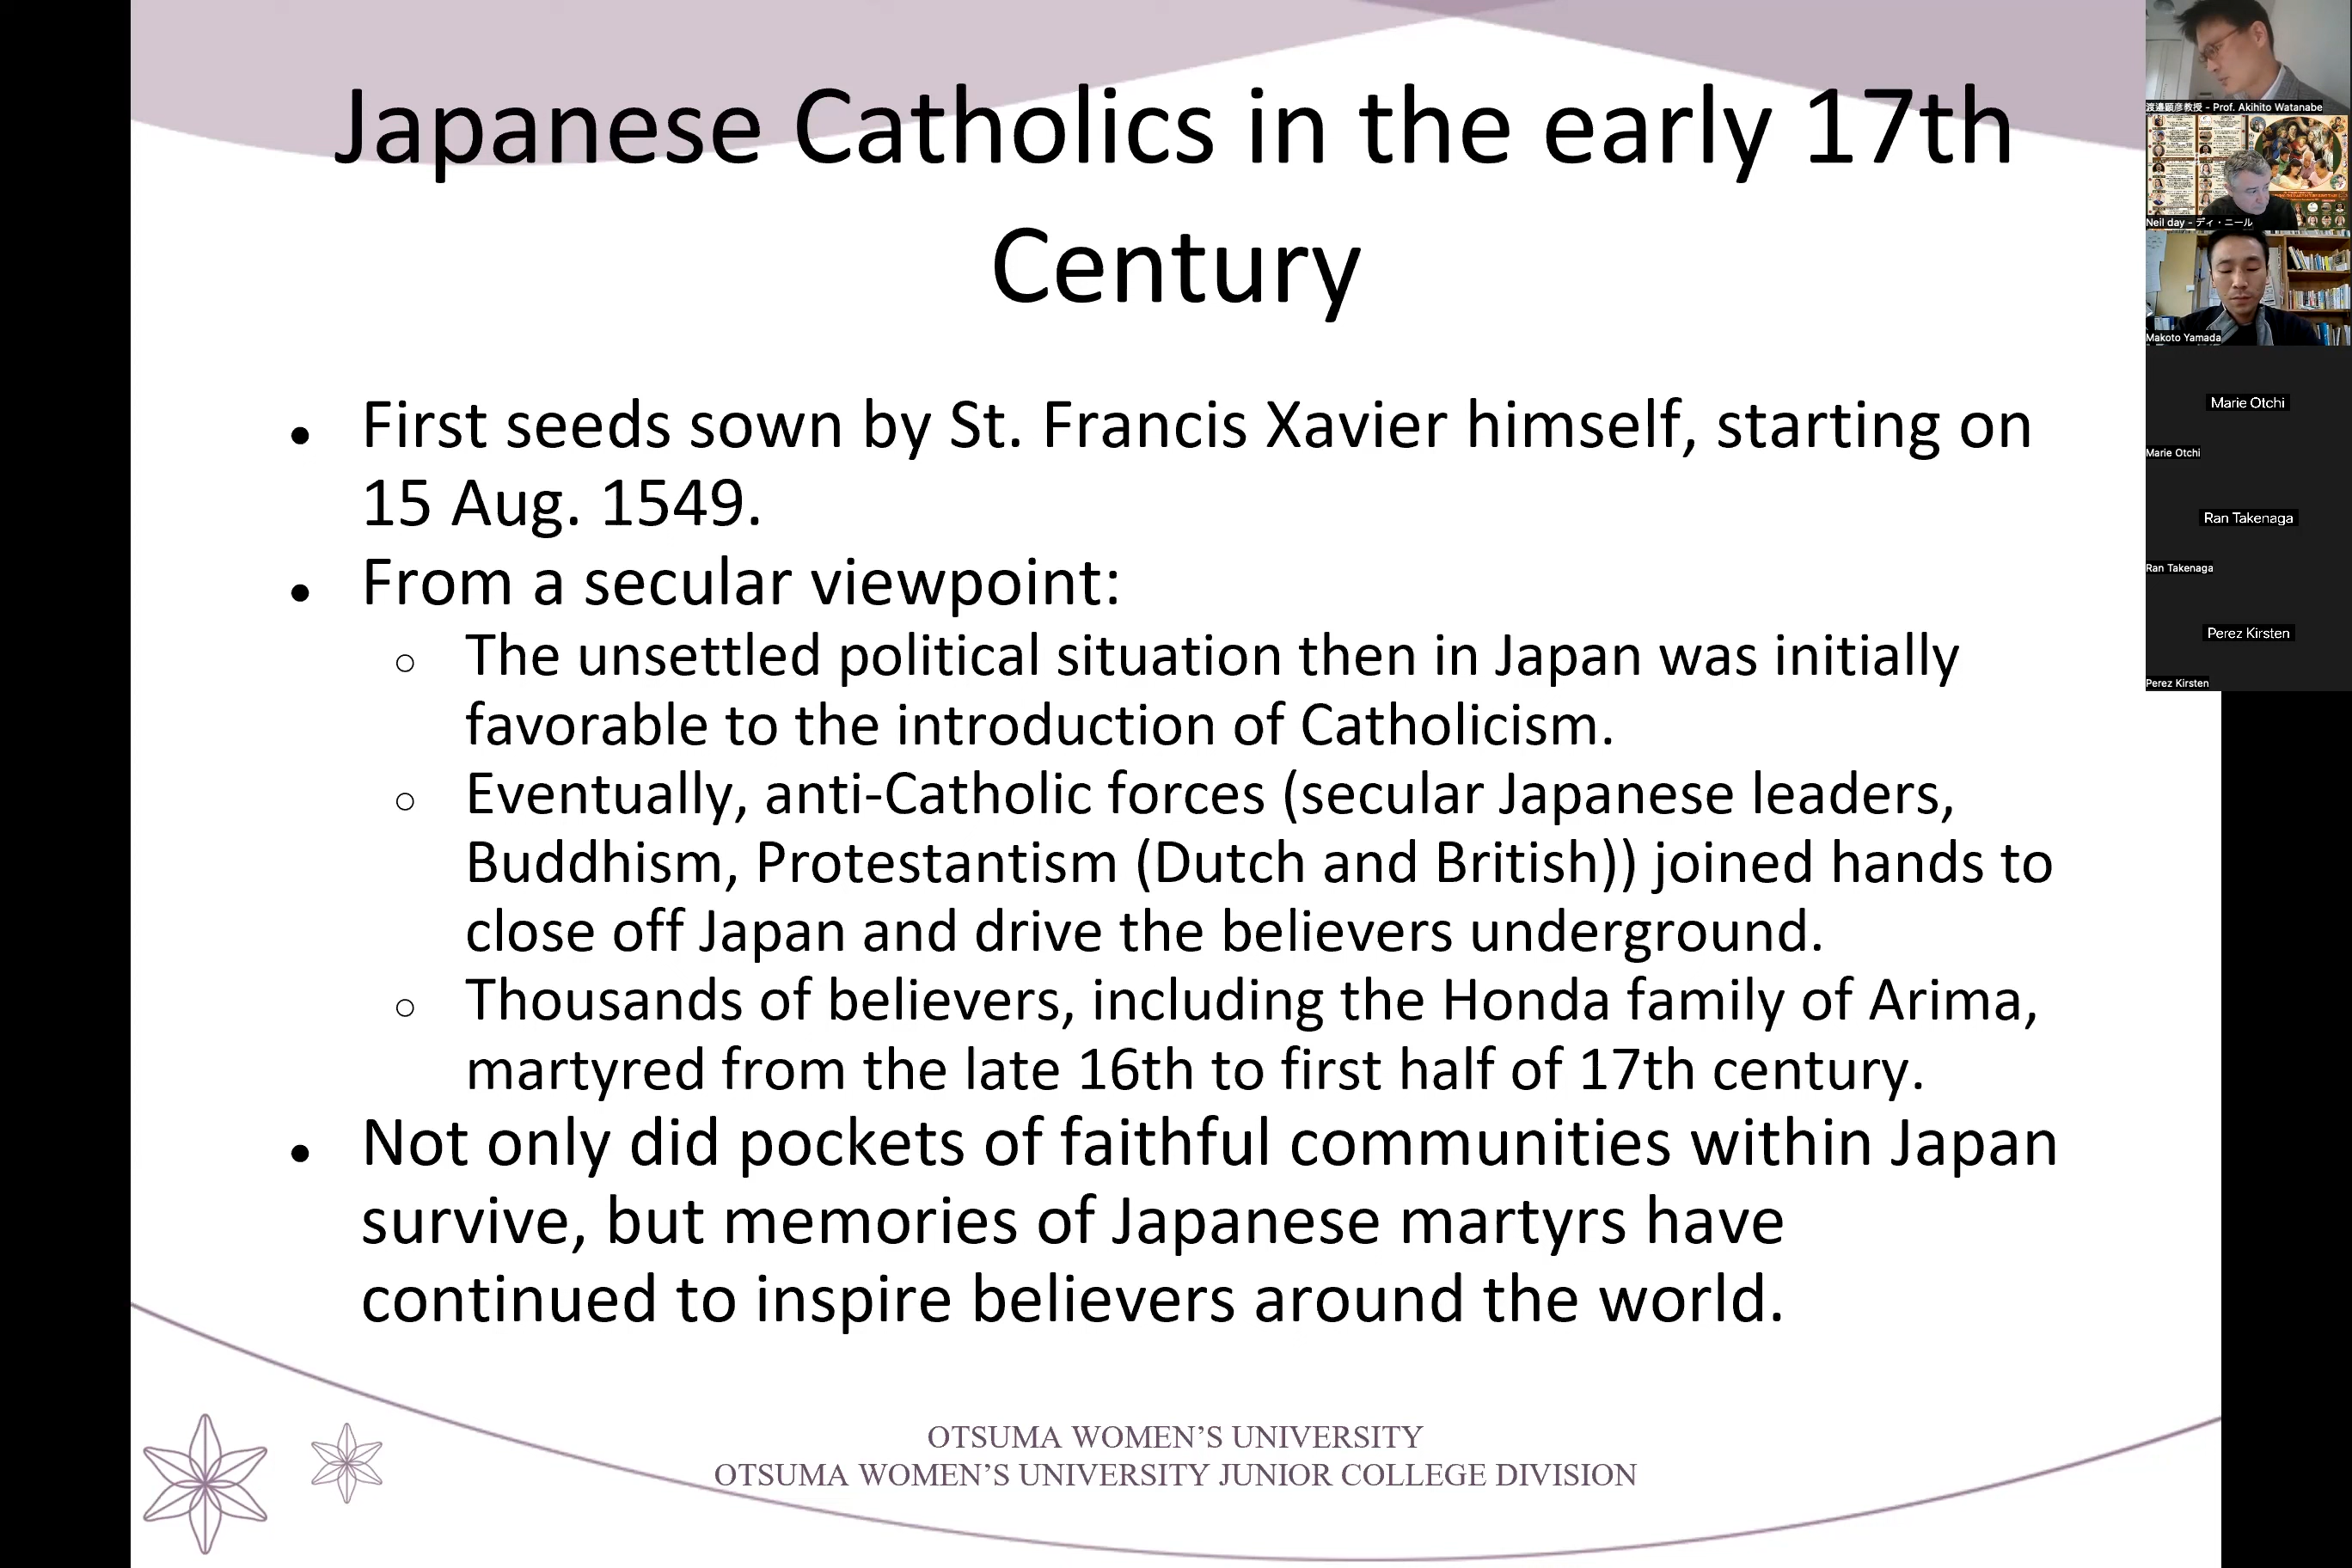 Japanese Catholics in the early 17th
Century
• First seeds sown by St. Francis Xavier himself, starting on
15 Aug. 1549.
• From a secular viewpoint:
○ The unsettled political situation then in Japan was initially
favorable to the introduction of Catholicism.
○ Eventually, anti-Catholic forces (secular Japanese leaders,
Buddhism, Protestantism (Dutch and British)) joined hands to
close off Japan and drive the believers underground.
○ Thousands of believers, including the Honda family of Arima,
martyred from the late 16th to first half of 17th century.
• Not only did pockets of faithful communities within Japan
survive, but memories of Japanese martyrs have
continued to inspire believers around the world.
OTSUMA WOMEN'S UNIVERSITY
OTSUMA WOMEN'S UNIVERSITY JUNIOR COLLEGE DIVISION
渡邉顕彦教授 - Prof. Akihito Watanabe
Neil day - ディ・ニール
Makoto Yamada
Marie Otchi
Marie Otchi
Ran Takenaga
Ran Takenaga
Perez Kirsten
Perez Kirsten